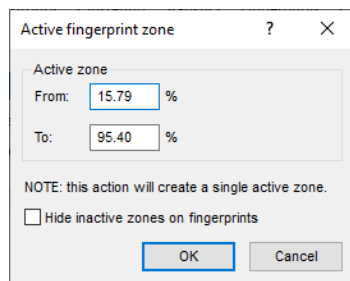 Active fingerprint zone ?
Active zone
From: 15.79 %
To: 95.40 %
NOTE: this action will create a single active zone.
Hide inactive zones on fingerprints
OK Cancel